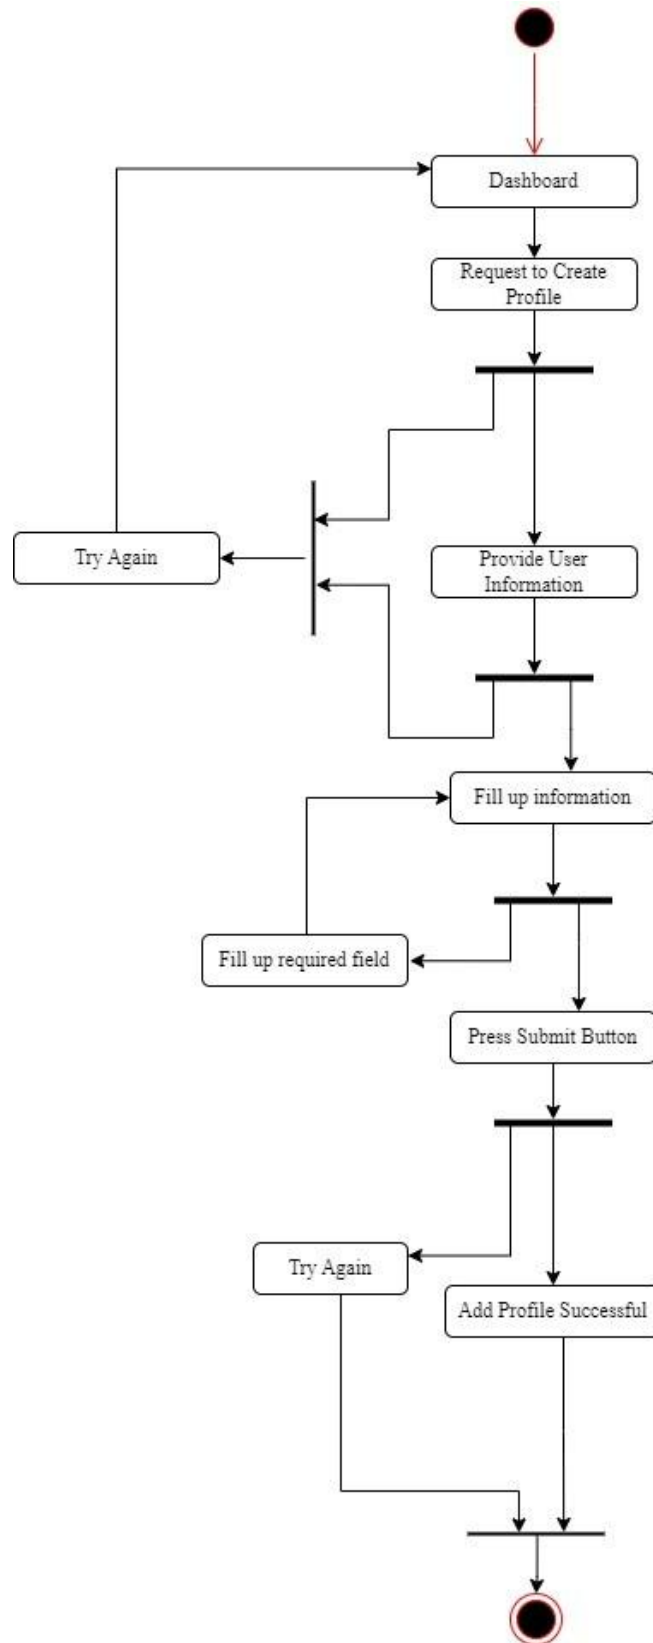 Dashboard
Request to Create
Profile
Try Again
Provide User
Information
Fill up information
Fill up required field
Press Submit Button
Try Again
Add Profile Successful